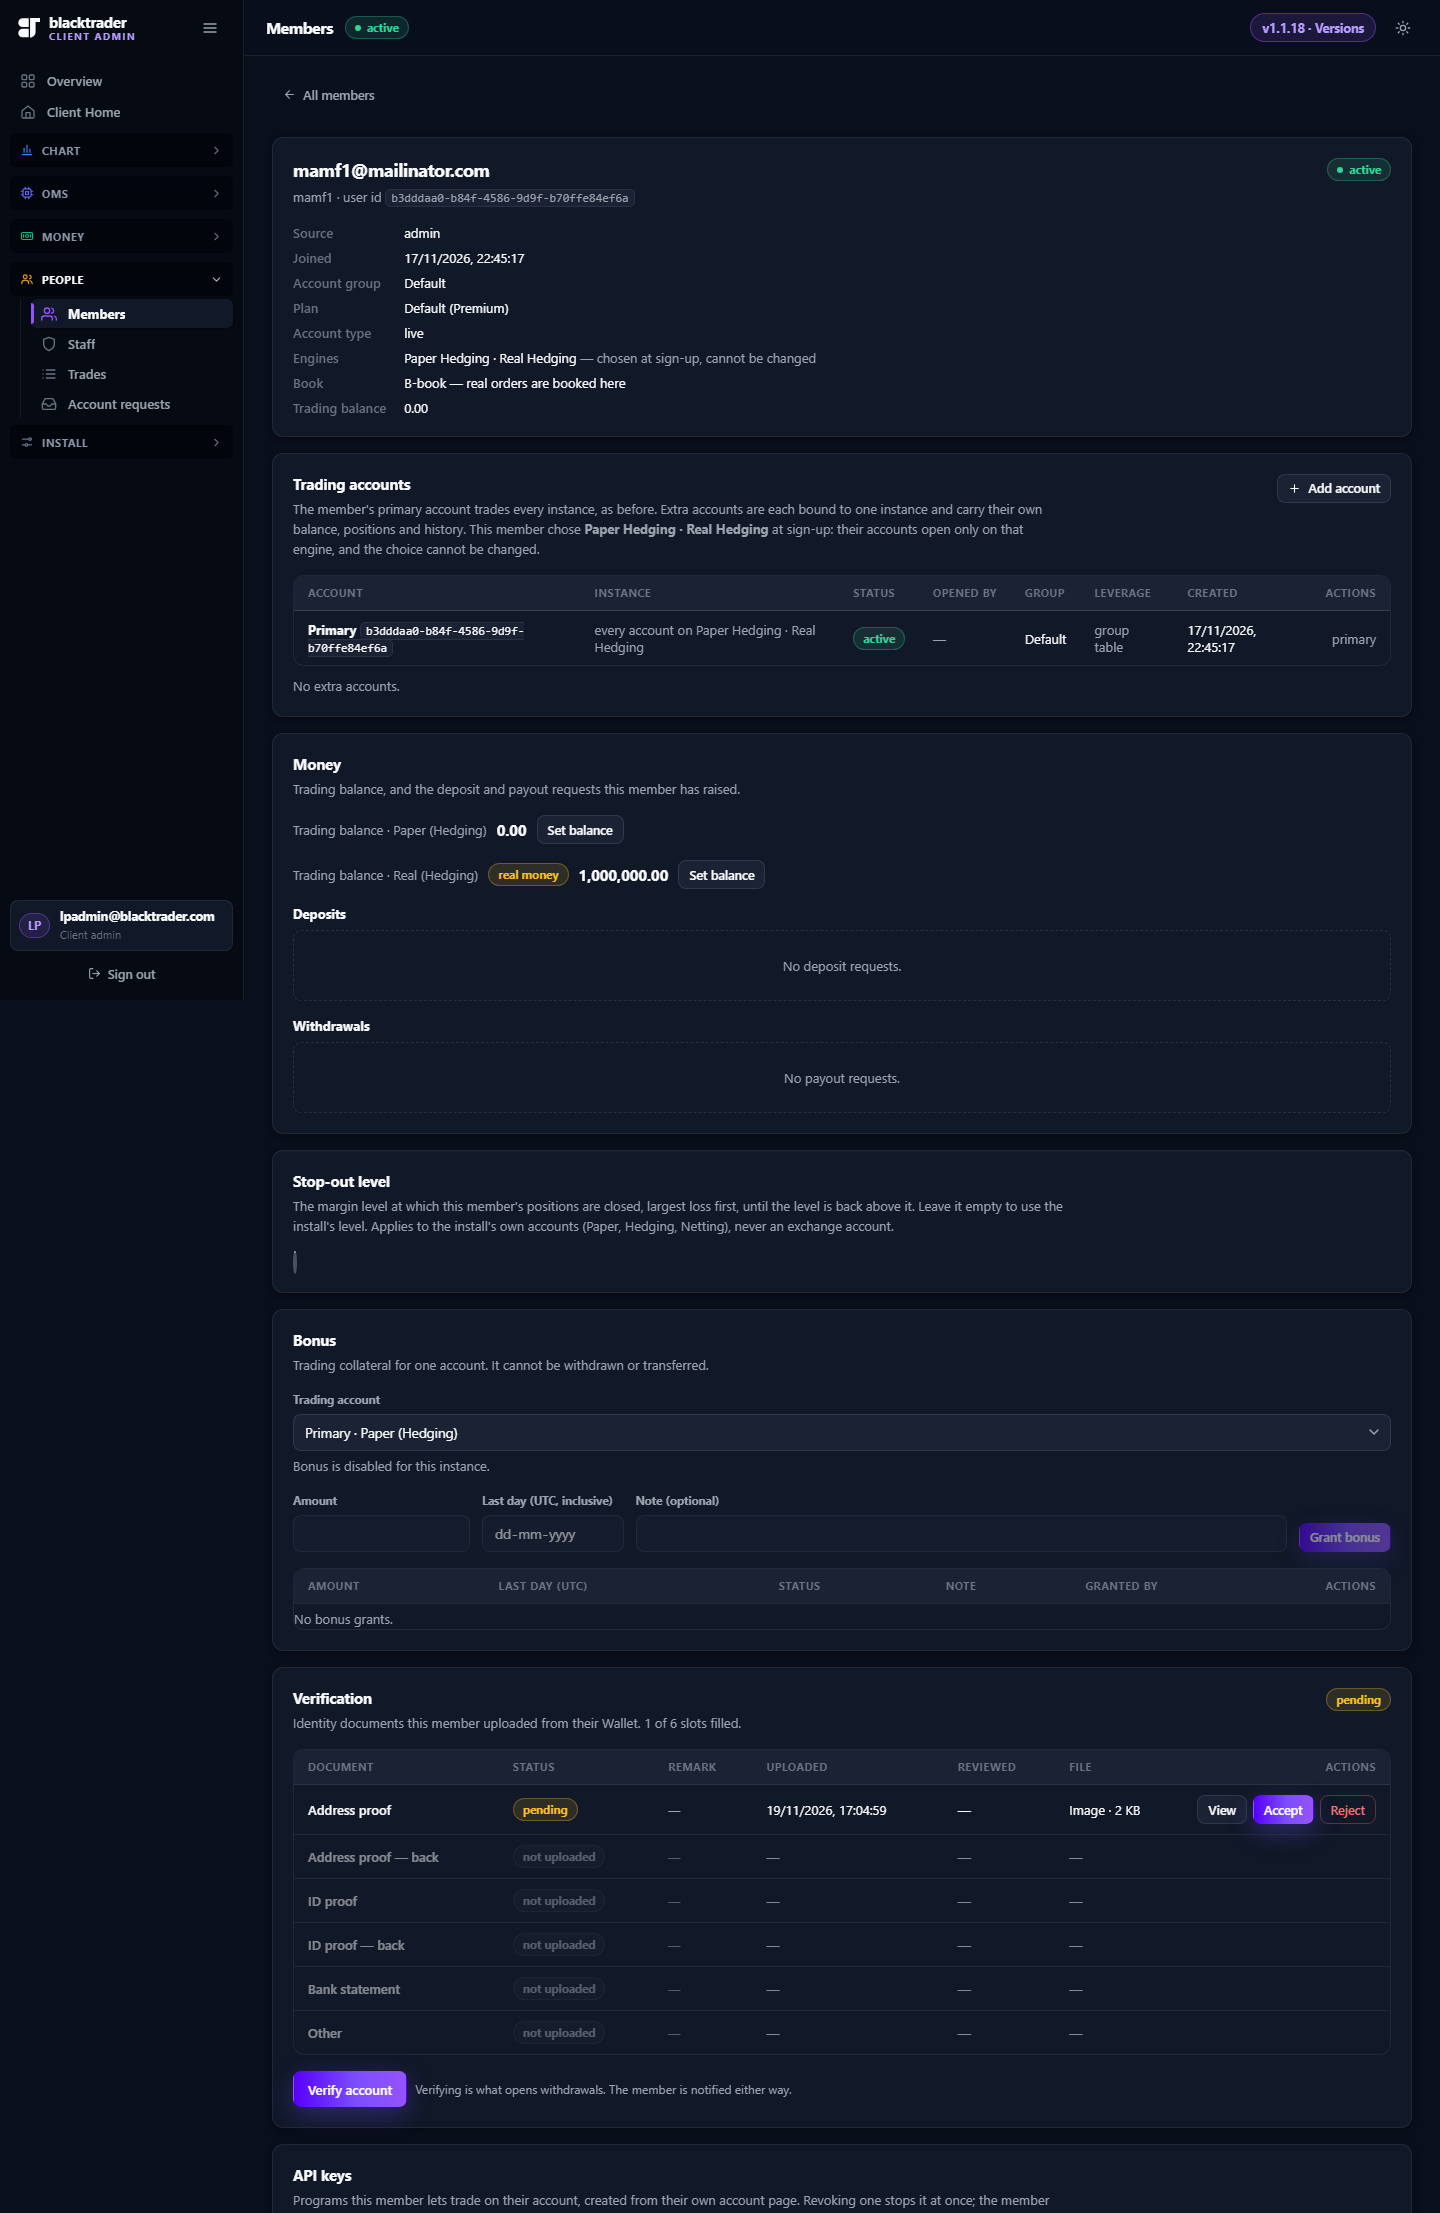 blacktrader
CLIENT ADMIN
Members
active
v1.1.18 · Versions
Overview
Client Home
CHART
OMS
MONEY
PEOPLE
Members
Staff
Trades
Account requests
INSTALL
LP
lpadmin@blacktrader.com
Client admin
Sign out
All members
mamf1@mailinator.com
active
mamf1 · user id b3dddaa0-b84f-4586-9d9f-b70ffe84ef6a
Source admin
Joined 17/11/2026, 22:45:17
Account group Default
Plan Default (Premium)
Account type live
Engines Paper Hedging · Real Hedging — chosen at sign-up, cannot be changed
Book B-book — real orders are booked here
Trading balance 0.00
Trading accounts
Add account
The member's primary account trades every instance, as before. Extra accounts are each bound to one instance and carry their own
balance, positions and history. This member chose Paper Hedging · Real Hedging at sign-up: their accounts open only on that
engine, and the choice cannot be changed.
ACCOUNT INSTANCE STATUS OPENED BY GROUP LEVERAGE CREATED ACTIONS
Primary b3dddaa0-b84f-4586-9d9f-
b70ffe84ef6a
every account on Paper Hedging · Real
Hedging
active
—
Default
group
table
17/11/2026,
22:45:17
primary
No extra accounts.
Money
Trading balance, and the deposit and payout requests this member has raised.
Trading balance · Paper (Hedging) 0.00 Set balance
Trading balance · Real (Hedging) real money 1,000,000.00 Set balance
Deposits
No deposit requests.
Withdrawals
No payout requests.
Stop-out level
The margin level at which this member's positions are closed, largest loss first, until the level is back above it. Leave it empty to use the
install's level. Applies to the install's own accounts (Paper, Hedging, Netting), never an exchange account.
Bonus
Trading collateral for one account. It cannot be withdrawn or transferred.
Trading account
Primary · Paper (Hedging)
Bonus is disabled for this instance.
Amount Last day (UTC, inclusive) Note (optional)
dd-mm-yyyy
Grant bonus
AMOUNT LAST DAY (UTC) STATUS NOTE GRANTED BY ACTIONS
No bonus grants.
Verification
pending
Identity documents this member uploaded from their Wallet. 1 of 6 slots filled.
DOCUMENT STATUS REMARK UPLOADED REVIEWED FILE ACTIONS
Address proof pending — 19/11/2026, 17:04:59 — Image · 2 KB View Accept Reject
Address proof — back not uploaded — — — —
ID proof not uploaded — — — —
ID proof — back not uploaded — — — —
Bank statement not uploaded — — — —
Other not uploaded — — — —
Verify account Verifying is what opens withdrawals. The member is notified either way.
API keys
Programs this member lets trade on their account, created from their own account page. Revoking one stops it at once; the member